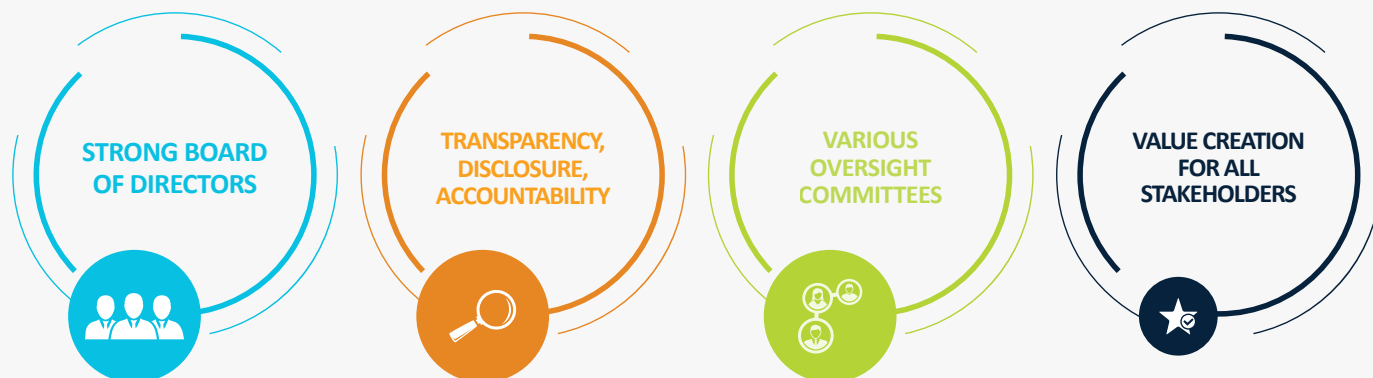 STRONG BOARD
OF DIRECTORS
TRANSPARENCY,
DISCLOSURE,
ACCOUNTABILITY
VARIOUS
OVERSIGHT
COMMITTEES
VALUE CREATION
FOR ALL
STAKEHOLDERS